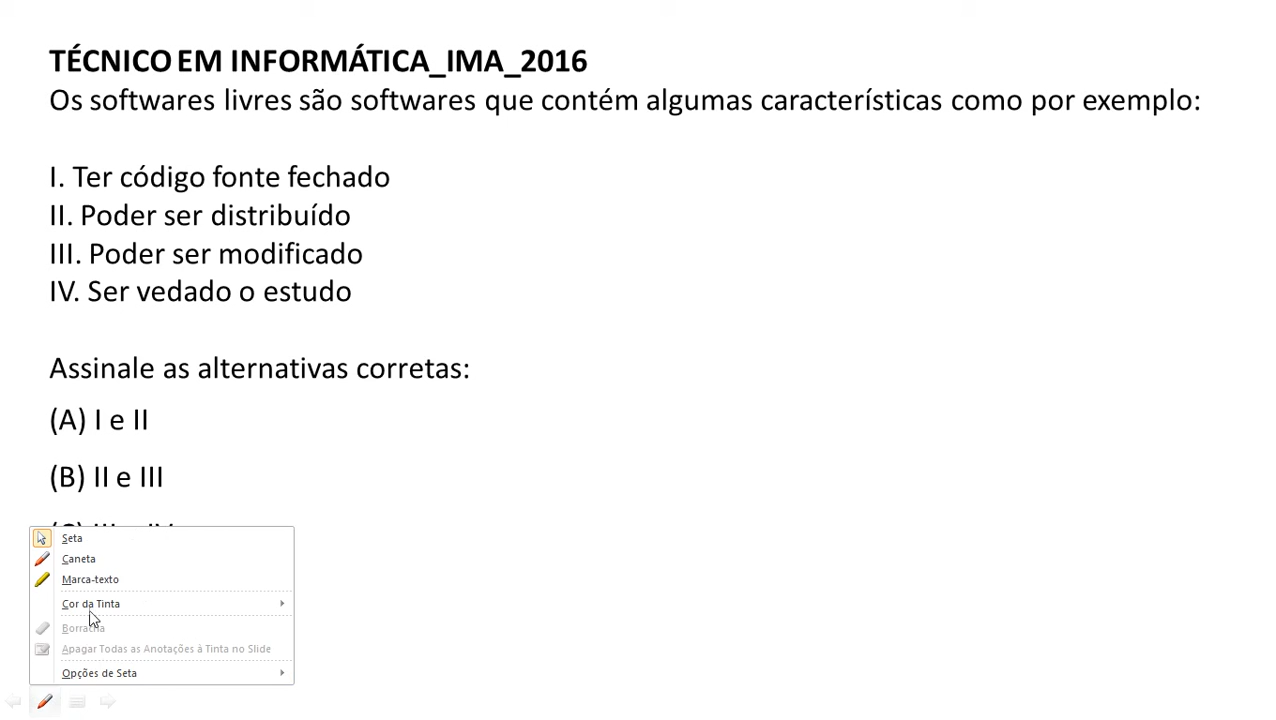 TÉCNICO EM INFORMÁTICA_IMA_2016
Os softwares livres são softwares que contém algumas características como por exemplo:
I. Ter código fonte fechado
II. Poder ser distribuído
III. Poder ser modificado
IV. Ser vedado o estudo
Assinale as alternativas corretas:
(A) I e II
(B) II e III
Seta
Caneta
Marca-texto
Cor da Tinta
Borracha
Apagar Todas as Anotações à Tinta no Slide
Opções de Seta